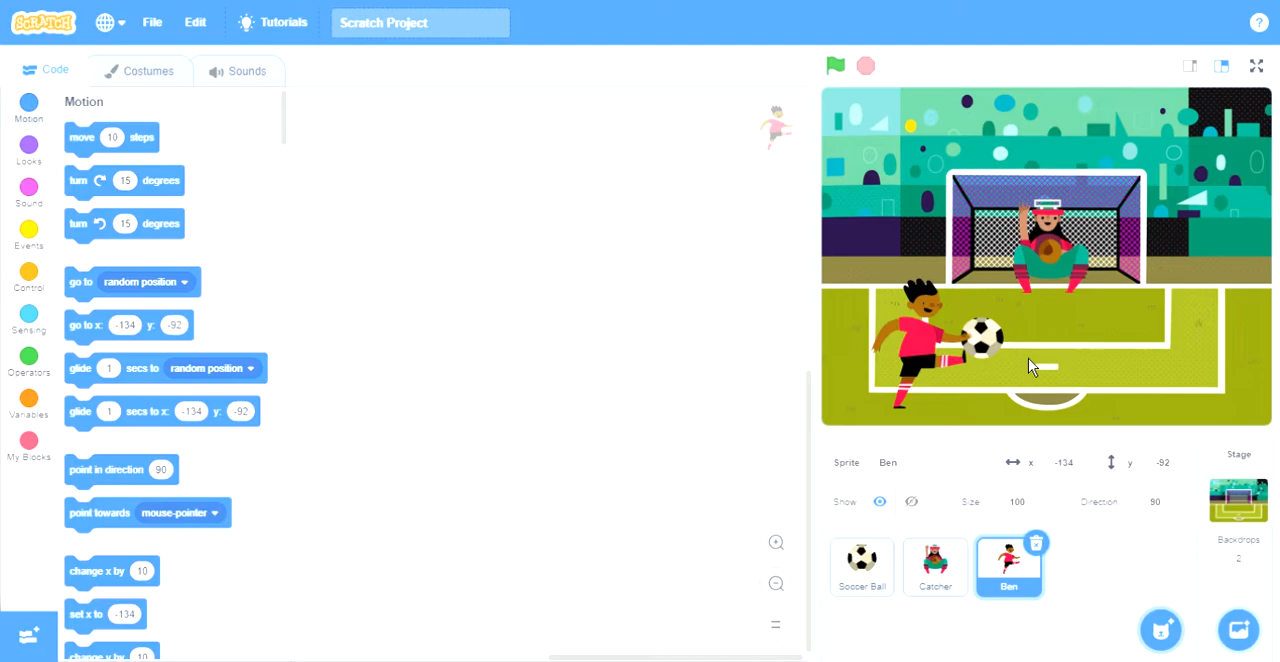 SCRATCH File Edit Tutorials Scratch Project ?
Code Costumes Sounds
Motion
Looks
Sound
Events
Control
Sensing
Operators
Variables
My Blocks
Motion
move 10 steps
turn 15 degrees
turn 15 degrees
go to random position
go to x: -134 y: -92
glide 1 secs to random position
glide 1 secs to x: -134 y: -92
point in direction 90
point towards mouse-pointer
change x by 10
set x to -134
change y by 10
Sprite Ben x -134 y -92
Show Size 100 Direction 90
Soccer Ball
Catcher
Ben
Stage
Backdrops
2